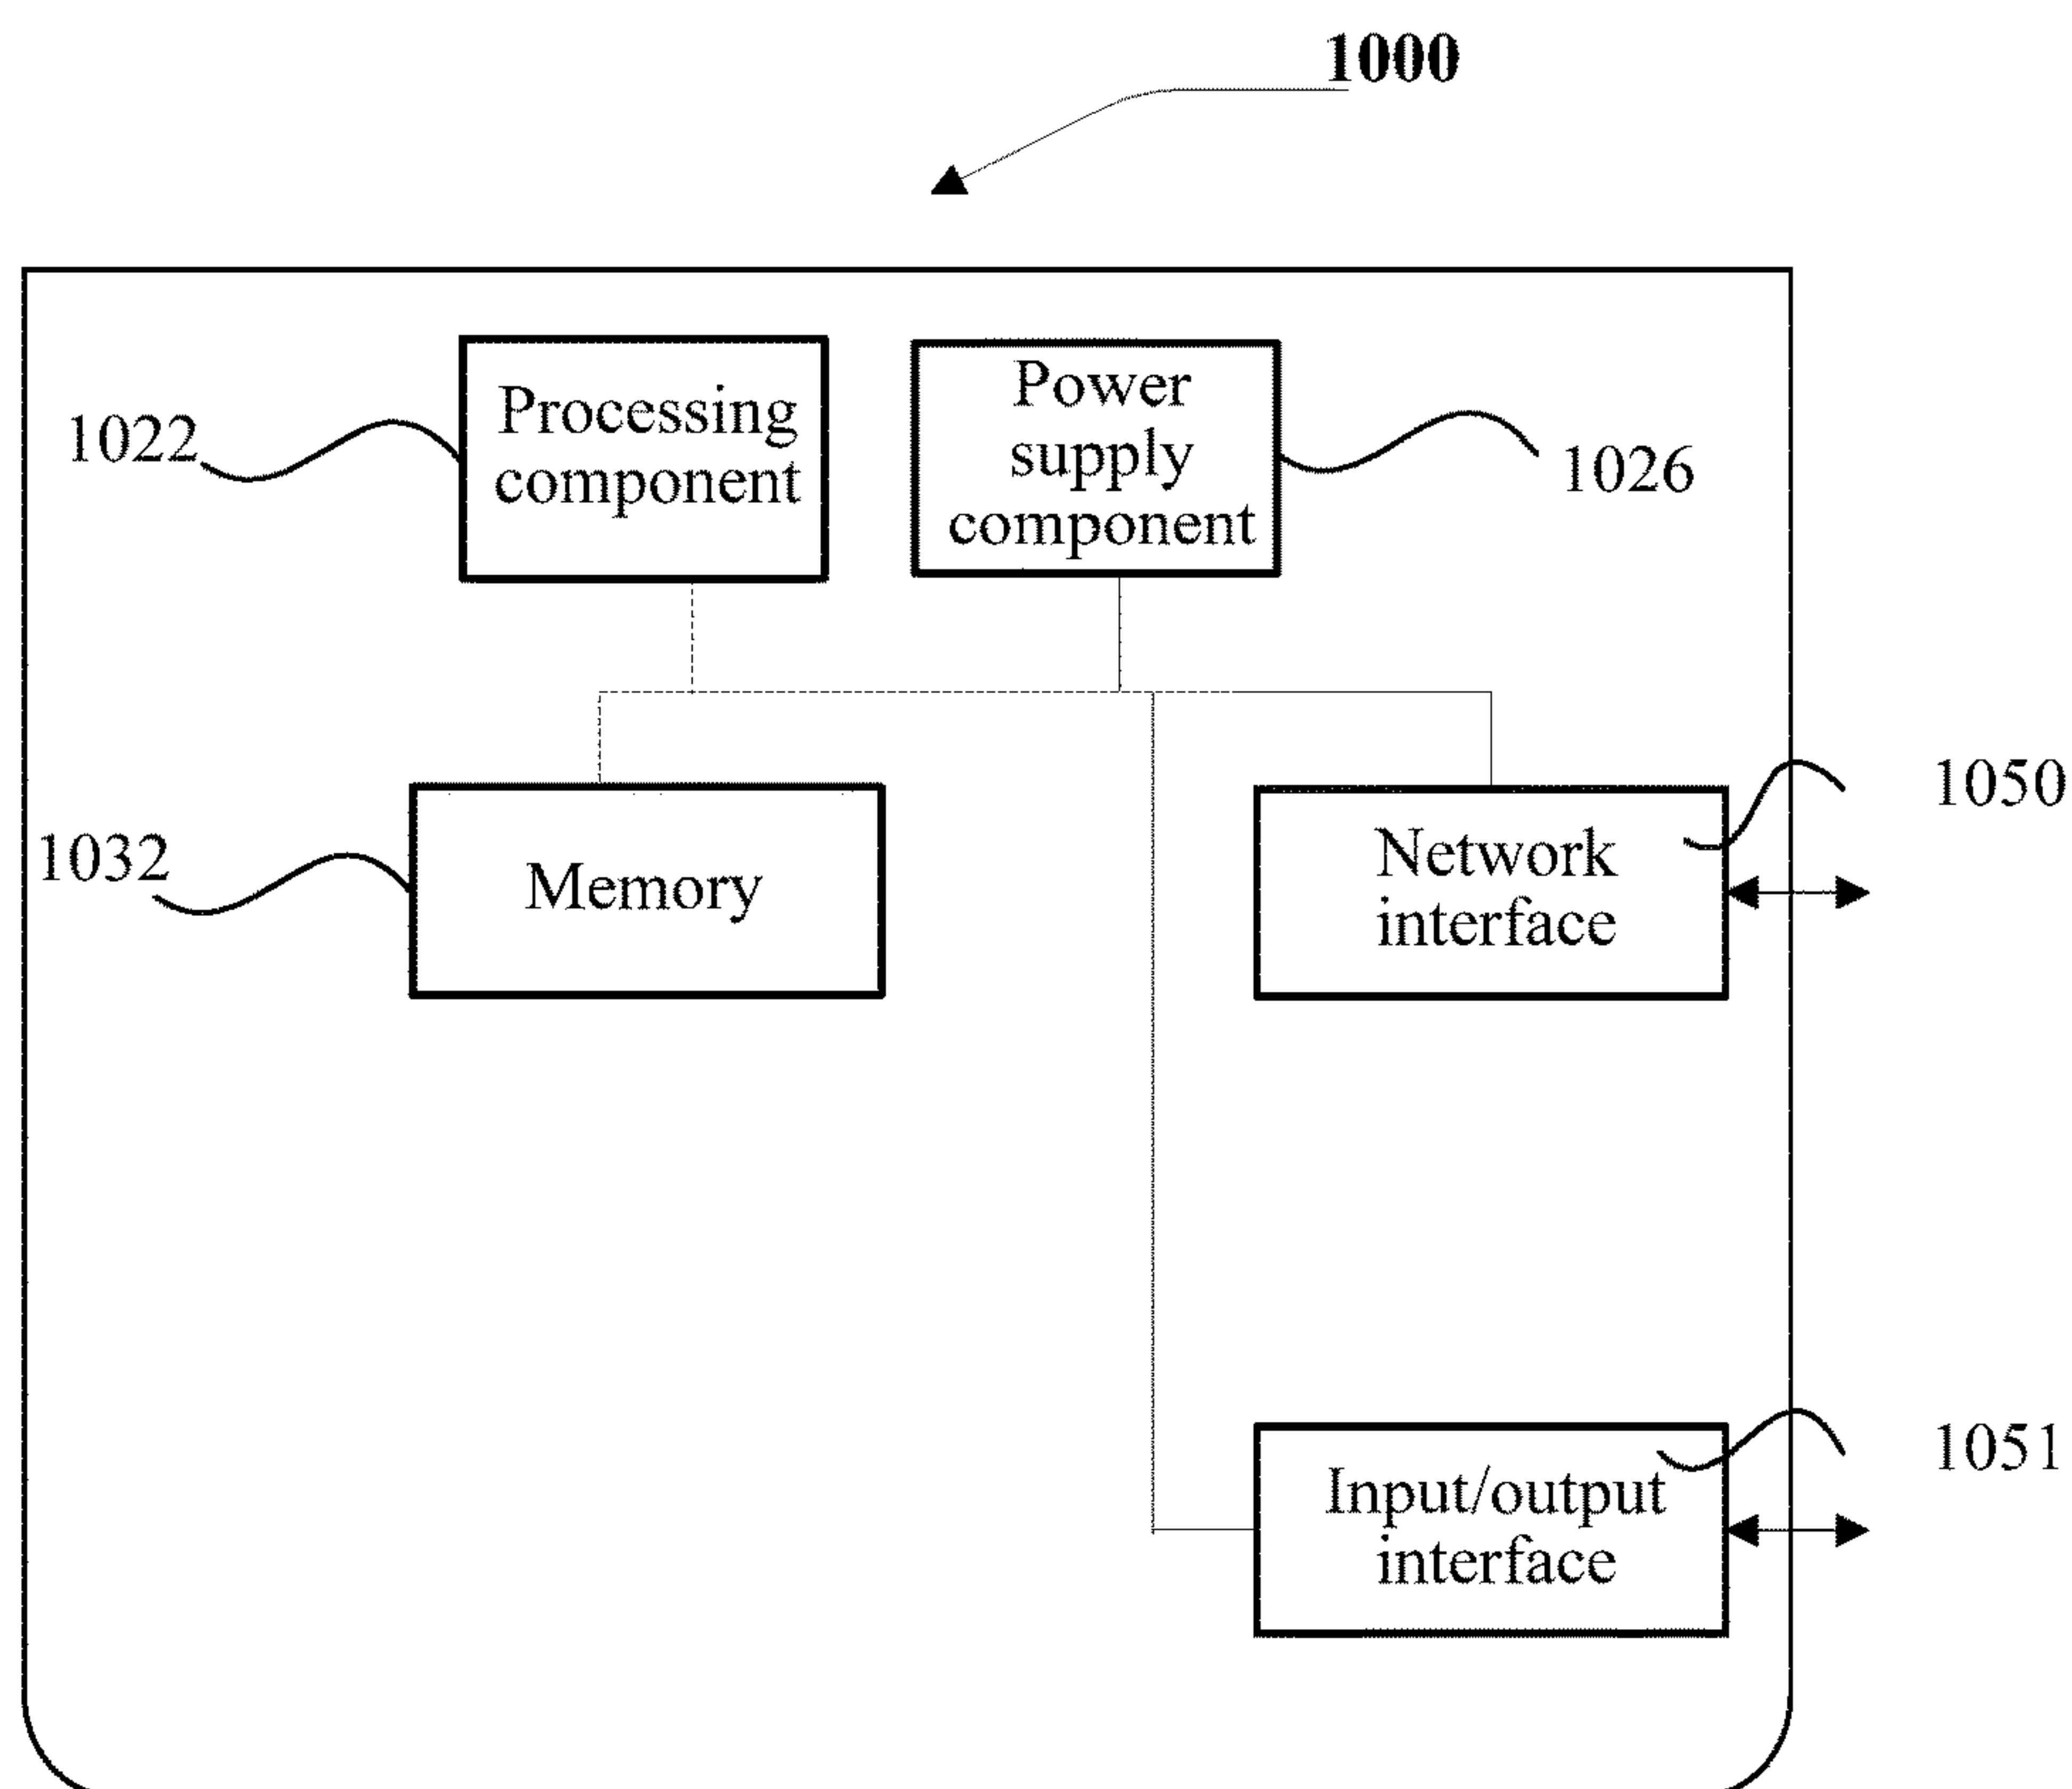 1000
1022
Processing
component
Power
supply
component
1026
1032
Memory
Network
interface
1050
Input/output
interface
1051